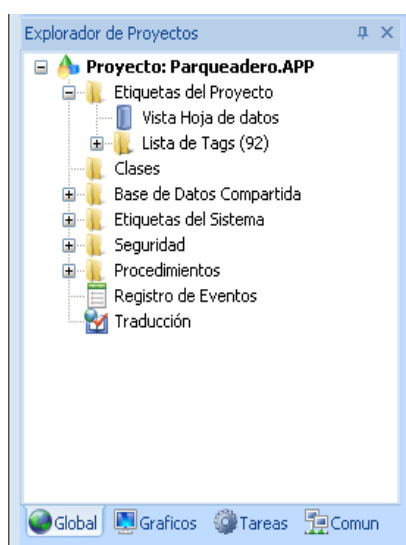 Explorador de Proyectos
Proyecto: Parqueadero.APP
Etiquetas del Proyecto
Vista Hoja de datos
Lista de Tags (92)
Clases
Base de Datos Compartida
Etiquetas del Sistema
Seguridad
Procedimientos
Registro de Eventos
Traducción
Global Graficos Tareas Comun